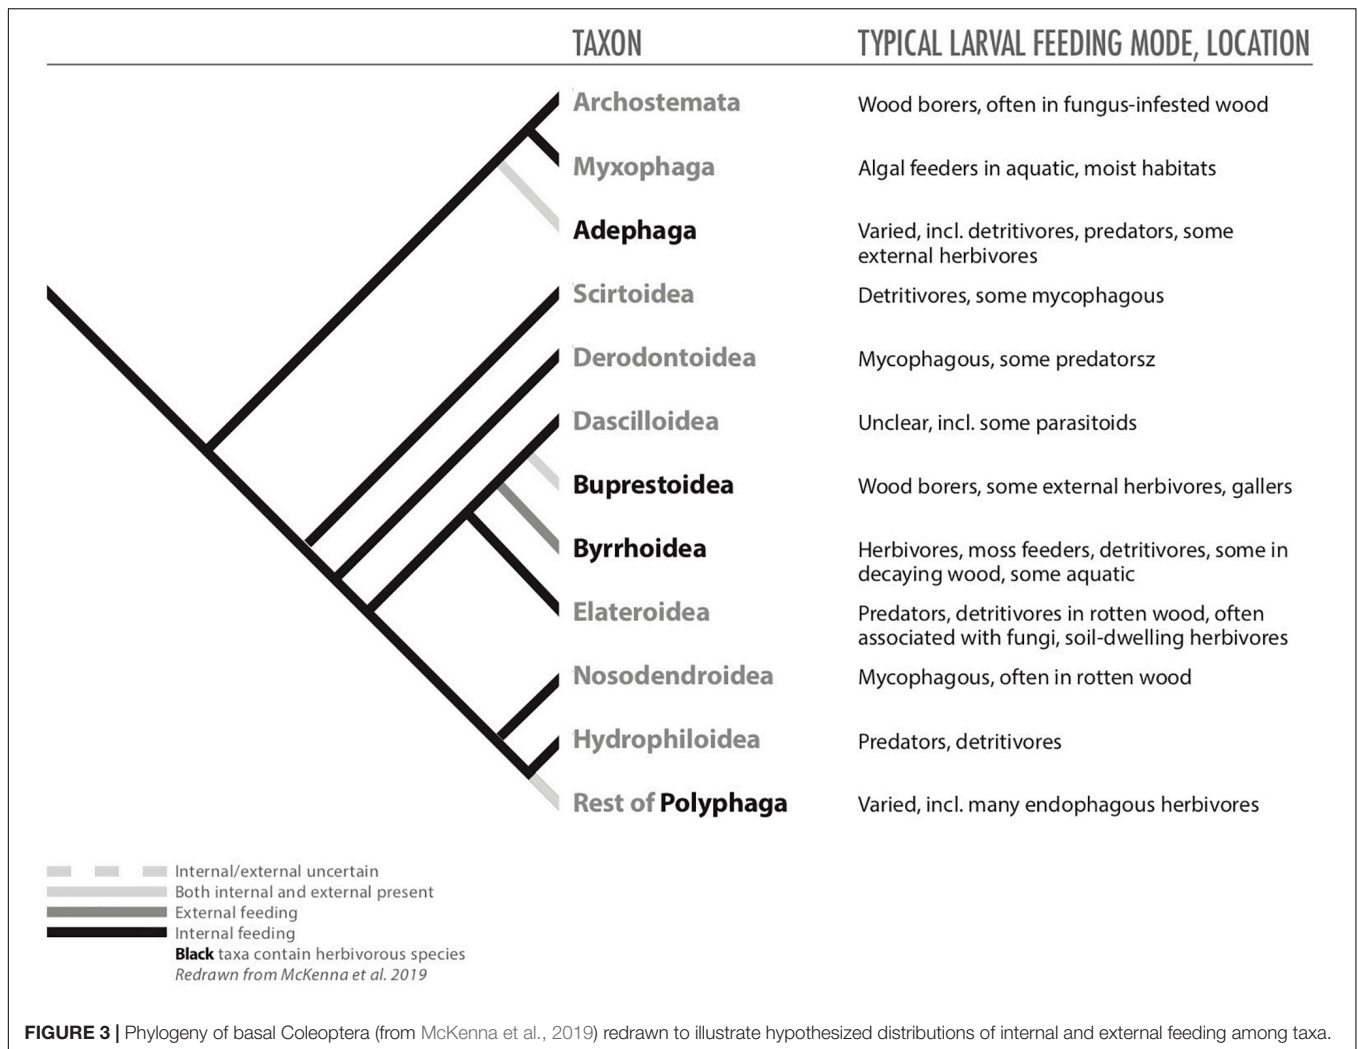 TAXON TYPICAL LARVAL FEEDING MODE, LOCATION
Archostemata Wood borers, often in fungus-infested wood
Myxophaga Algal feeders in aquatic, moist habitats
Adephaga Varied, incl. detritivores, predators, some
external herbivores
Scirtoidea Detritivores, some mycophagous
Derodontoidea Mycophagous, some predatorsz
Dascilloidea Unclear, incl. some parasitoids
Buprestoidea Wood borers, some external herbivores, gallers
Byrrhoidea Herbivores, moss feeders, detritivores, some in
decaying wood, some aquatic
Elateroidea Predators, detritivores in rotten wood, often
associated with fungi, soil-dwelling herbivores
Nosodendroidea Mycophagous, often in rotten wood
Hydrophiloidea Predators, detritivores
Rest of Polyphaga Varied, incl. many endophagous herbivores
Internal/external uncertain
Both internal and external present
External feeding
Internal feeding
Black taxa contain herbivorous species
Redrawn from McKenna et al. 2019
FIGURE 3 | Phylogeny of basal Coleoptera (from McKenna et al., 2019) redrawn to illustrate hypothesized distributions of internal and external feeding among taxa.